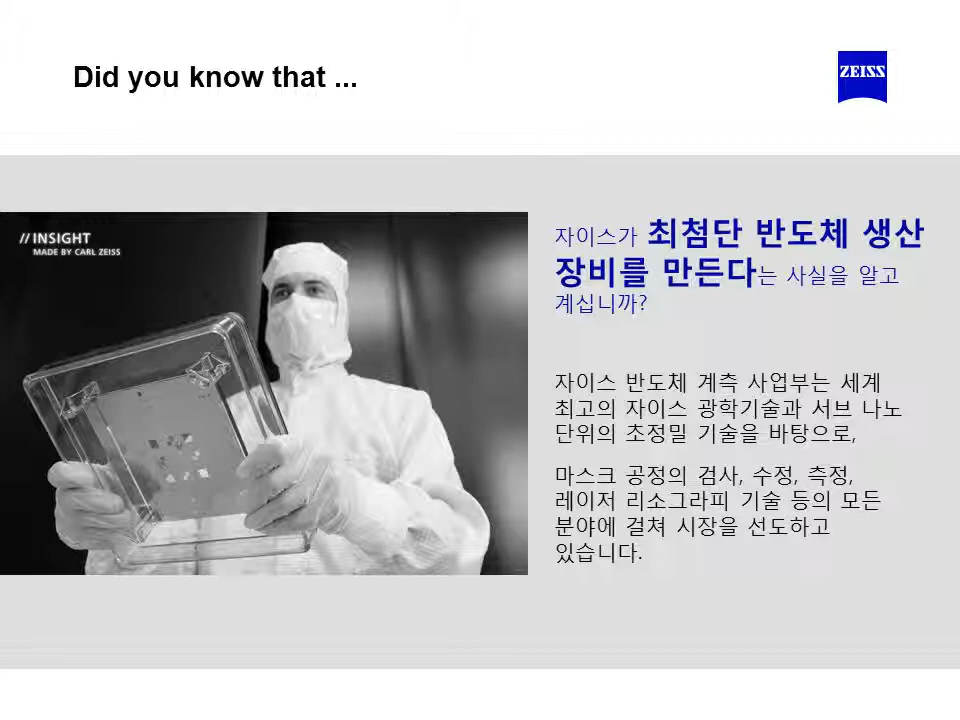 Did you know that ...
ZEISS
// INSIGHT
MADE BY CARL ZEISS
자이스가 최첨단 반도체 생산
장비를 만든다는 사실을 알고
계십니까?
자이스 반도체 계측 사업부는 세계
최고의 자이스 광학기술과 서브 나노
단위의 초정밀 기술을 바탕으로,
마스크 공정의 검사, 수정, 측정,
레이저 리소그라피 기술 등의 모든
분야에 걸쳐 시장을 선도하고
있습니다.